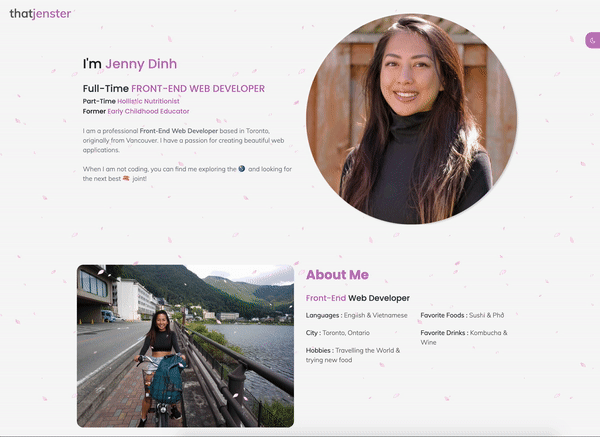 thatjenster
I'm Jenny Dinh
Full-Time FRONT-END WEB DEVELOPER
Part-Time Hollistic Nutritionist
Former Early Childhood Educator
I am a professional Front-End Web Developer based in Toronto,
originally from Vancouver. I have a passion for creating beautiful web
applications.
When I am not coding, you can find me exploring the 🌎 and looking for
the next best 🍣 joint!
About Me
Front-End Web Developer
Languages : English & Vietnamese
City : Toronto, Ontario
Hobbies : Travelling the World &
trying new food
Favorite Foods : Sushi & Phở
Favorite Drinks : Kombucha &
Wine